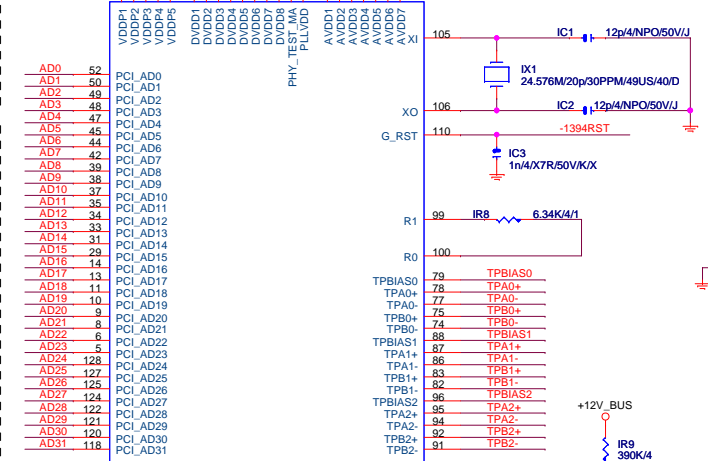 VDDP1
VDDP2
VDDP3
VDDP4
VDDP5
DVDD1
DVDD2
DVDD3
DVDD4
DVDD5
DVDD6
DVDD7
DVDD8
PHY_TEST_MA
PLLVDD
AVDD1
AVDD2
AVDD3
AVDD4
AVDD5
AVDD6
AVDD7
AD0 52 PCI_AD0
AD1 50 PCI_AD1
AD2 49 PCI_AD2
AD3 48 PCI_AD3
AD4 47 PCI_AD4
AD5 45 PCI_AD5
AD6 44 PCI_AD6
AD7 42 PCI_AD7
AD8 39 PCI_AD8
AD9 38 PCI_AD9
AD10 37 PCI_AD10
AD11 35 PCI_AD11
AD12 34 PCI_AD12
AD13 33 PCI_AD13
AD14 31 PCI_AD14
AD15 29 PCI_AD15
AD16 14 PCI_AD16
AD17 13 PCI_AD17
AD18 11 PCI_AD18
AD19 10 PCI_AD19
AD20 9 PCI_AD20
AD21 8 PCI_AD21
AD22 6 PCI_AD22
AD23 5 PCI_AD23
AD24 128 PCI_AD24
AD25 127 PCI_AD25
AD26 125 PCI_AD26
AD27 124 PCI_AD27
AD28 122 PCI_AD28
AD29 121 PCI_AD29
AD30 120 PCI_AD30
AD31 118 PCI_AD31
XI 105
IC1 12p/4/NPO/50V/J
IX1
24.576M/20p/30PPM/49US/40/D
XO 106
IC2 12p/4/NPO/50V//J
G_RST 110 -1394RST
IC3
1n/4/X7R/50V/K/X
R1 99 IR8 6.34K/4/1
R0 100
TPBIAS0 79 TPBIAS0
TPA0+ 78 TPA0+
TPA0- 77 TPA0-
TPB0+ 75 TPB0+
TPB0- 74 TPB0-
TPBIAS1 88 TPBIAS1
TPA1+ 87 TPA1+
TPA1- 86 TPA1-
TPB1+ 83 TPB1+
TPB1- 82 TPB1-
TPBIAS2 96 TPBIAS2
TPA2+ 95 TPA2+
TPA2- 94 TPA2-
TPB2+ 92 TPB2+
TPB2- 91 TPB2-
+12V_BUS
IR9
390K/4